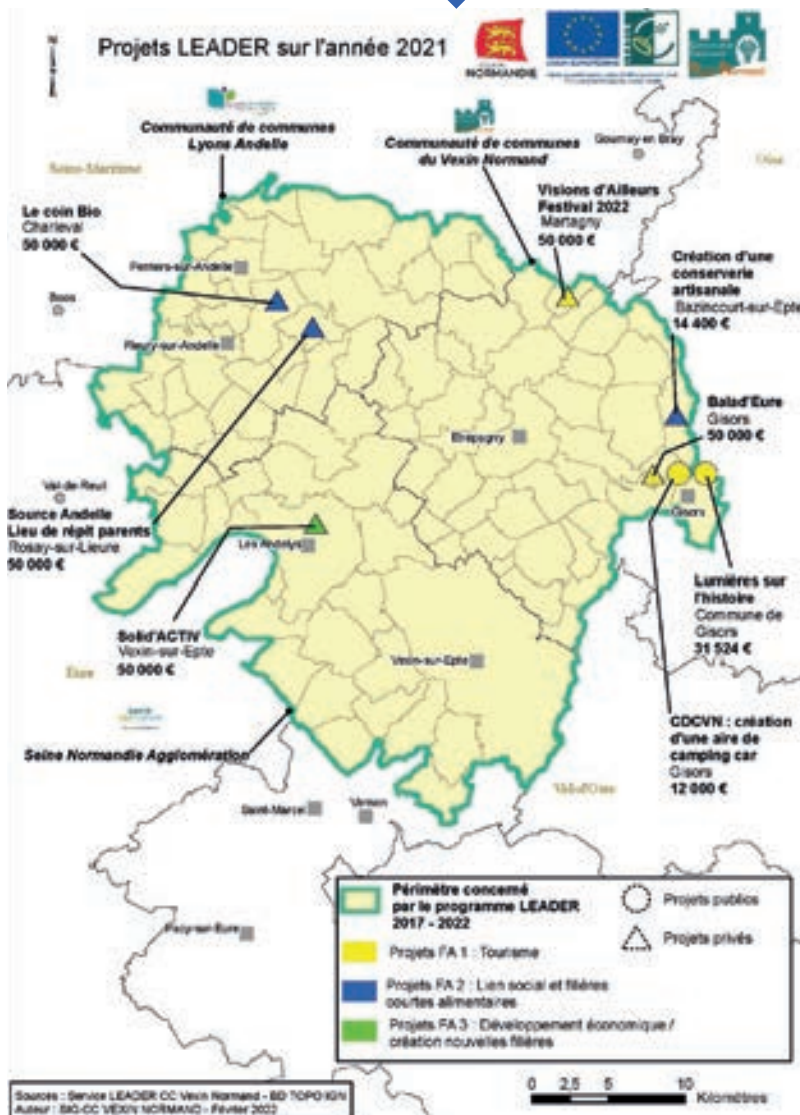 Projets LEADER sur l'année 2021
NORMANDIE
UNION EUROPÉENNE
Communauté de communes
Lyons Andelle
Communauté de communes
du Vexin Normand
Gournay-en-Bray
Oise
Seine-Maritime
Visions d'Ailleurs
Festival 2022
Martagny
50 000 €
Le coin Bio
Charleval
50 000 €
Création d'une
conserverie
artisanale
Bazincourt-sur-Epte
14 400 €
Perriers-sur-Andelle
Boos
Fleury-sur-Andelle
Balad'Eure
Gisors
50 000 €
Etrépagny
Val-de-Reuil
Source Andelle
Lieu de répit parents
Rosay-sur-Lieure
50 000 €
Gisors
Les Andelys
Lumières sur
l'histoire
Commune de
Gisors
31 524 €
Solid'ACTIV
Vexin-sur-Epte
50 000 €
Vexin-sur-Epte
Eure
CDCVN : création
d'une aire de
camping car
Gisors
12 000 €
Seine Normandie Agglomération
Val-d'Oise
Saint-Marcel
Vernon
Pacy-sur-Eure
Périmètre concerné
par le programme LEADER
2017 - 2022
Projets publics
Projets privés
Projets FA 1 : Tourisme
Projets FA 2 : Lien social et filières
courtes alimentaires
Projets FA 3 : Développement économique /
création nouvelles filières
Sources : Service LEADER CC Vexin Normand - BD TOPO IGN
Auteur : SIG-CC VEXIN NORMAND - Février 2022
0 2,5 5 10
Kilomètres